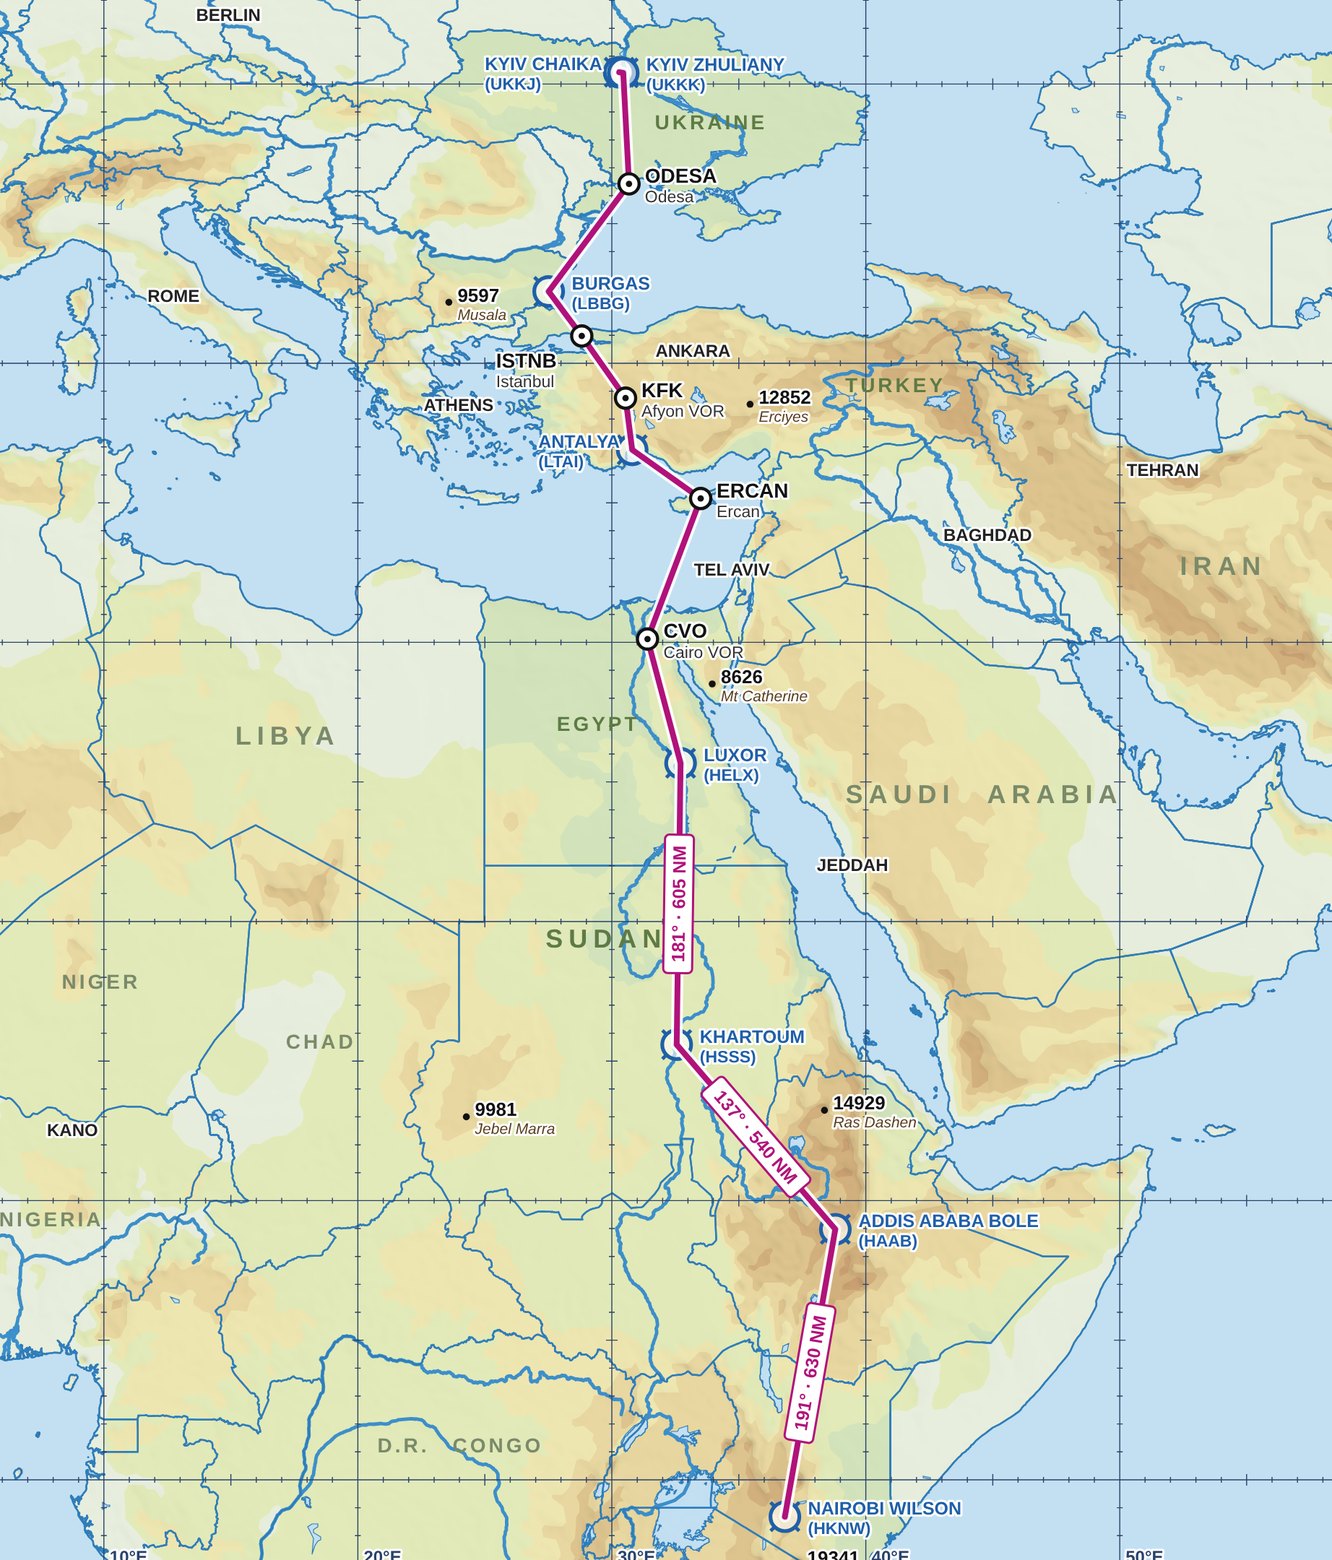 BERLIN
KYIV CHAIKA
(UKKJ)
KYIV ZHULIANY
(UKKK)
UKRAINE
ODESA
Odesa
BURGAS
(LBBG)
9597
Musala
ROME
ISTNB
Istanbul
ANKARA
TURKEY
KFK
Afyon VOR
12852
Erciyes
ATHENS
ANTALYA
(LTAI)
TEHRAN
ERCAN
Ercan
BAGHDAD
TEL AVIV
IRAN
CVO
Cairo VOR
8626
Mt Catherine
LIBYA
EGYPT
LUXOR
(HELX)
SAUDI ARABIA
JEDDAH
181° · 605 NM
SUDAN
NIGER
CHAD
KHARTOUM
(HSSS)
9981
Jebel Marra
14929
Ras Dashen
KANO
137° · 540 NM
NIGERIA
ADDIS ABABA BOLE
(HAAB)
191° · 630 NM
D.R. CONGO
NAIROBI WILSON
(HKNW)
10°E
20°E
30°E
19341
40°E
50°E